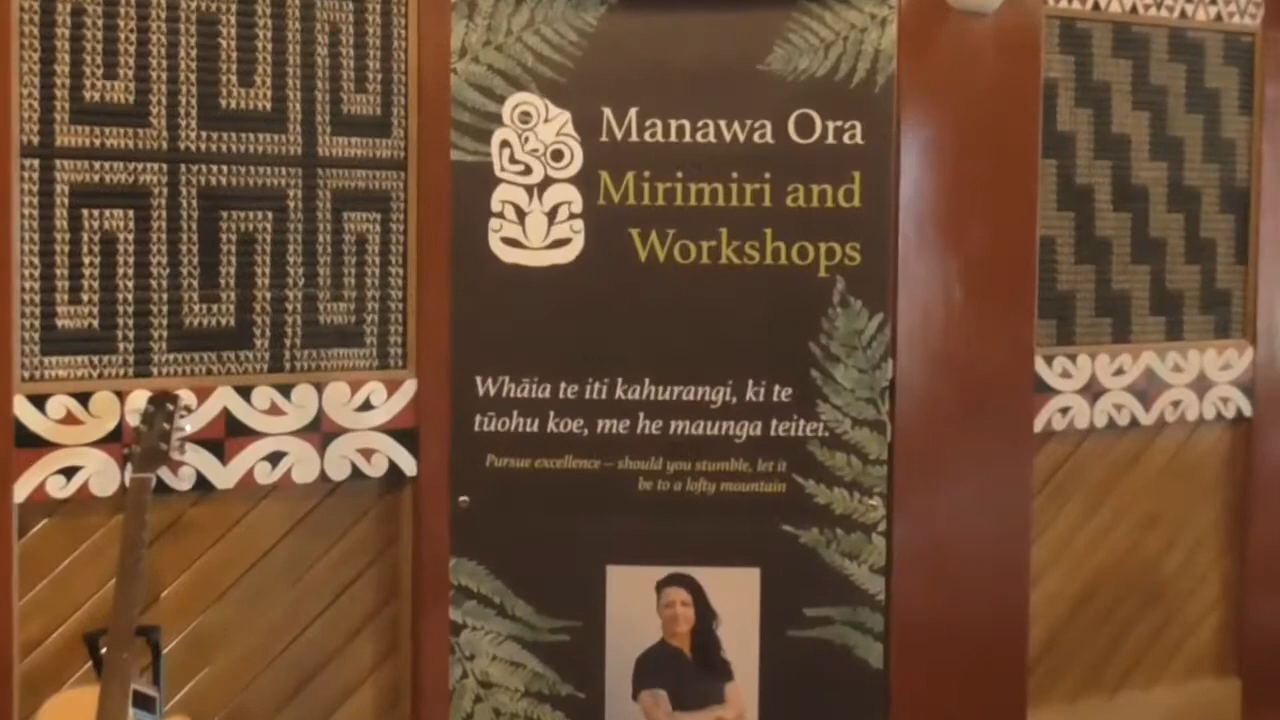 Manawa Ora
Mirimiri and
Workshops
Whāia te iti kahurangi, ki te
tūohu koe, me he maunga teitei.
Pursue excellence – should you stumble, let it
be to a lofty mountain